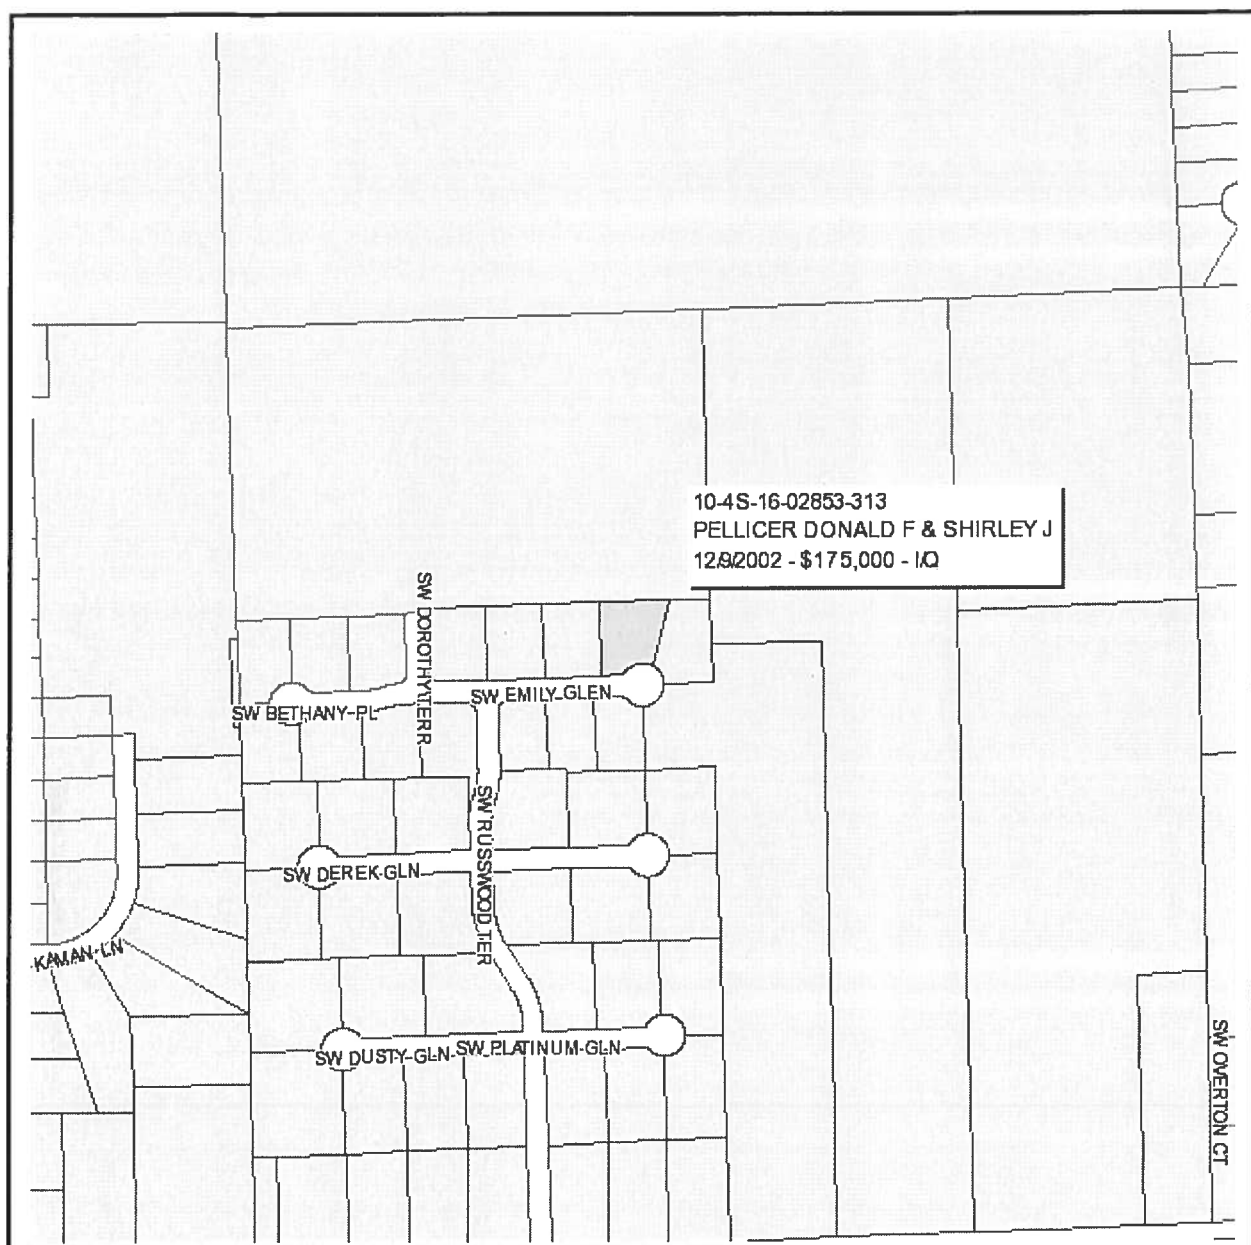 10-4S-16-02853-313
PELLICER DONALD F & SHIRLEY J
12/9/2002 - $175,000 - I/Q
SW DOROTHY TERR
SW EMILY GLEN
SW BETHANY PL
SW RUSSWOOD TER
SW DEREK GLN
KAVIAN LN
SW DUSTY GLN
SW PLATINUM GLN
SW OVERTON CT